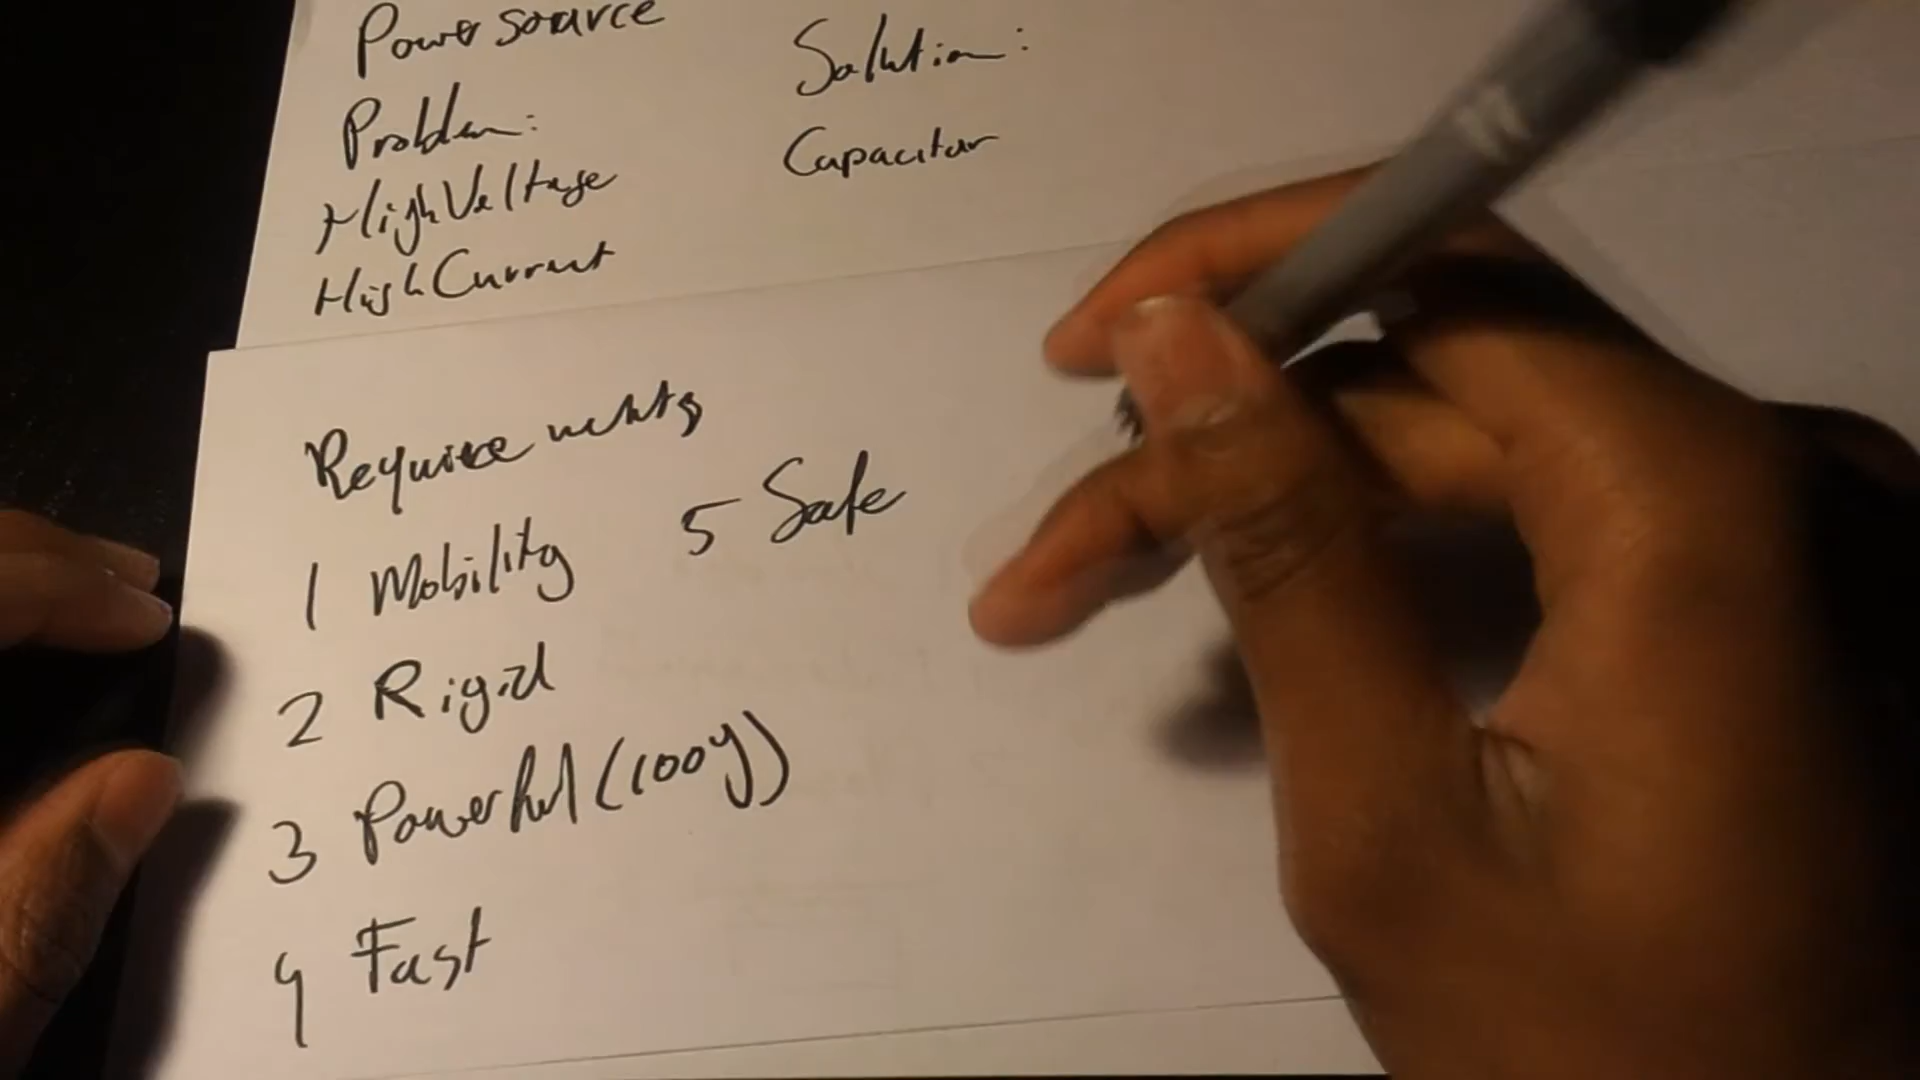 Power source
Problem:
High Voltage
High Current
Solution:
Capacitor
Requirements
1 Mobility
2 Rigid
3 Powerful (100y)
4 Fast
5 Safe